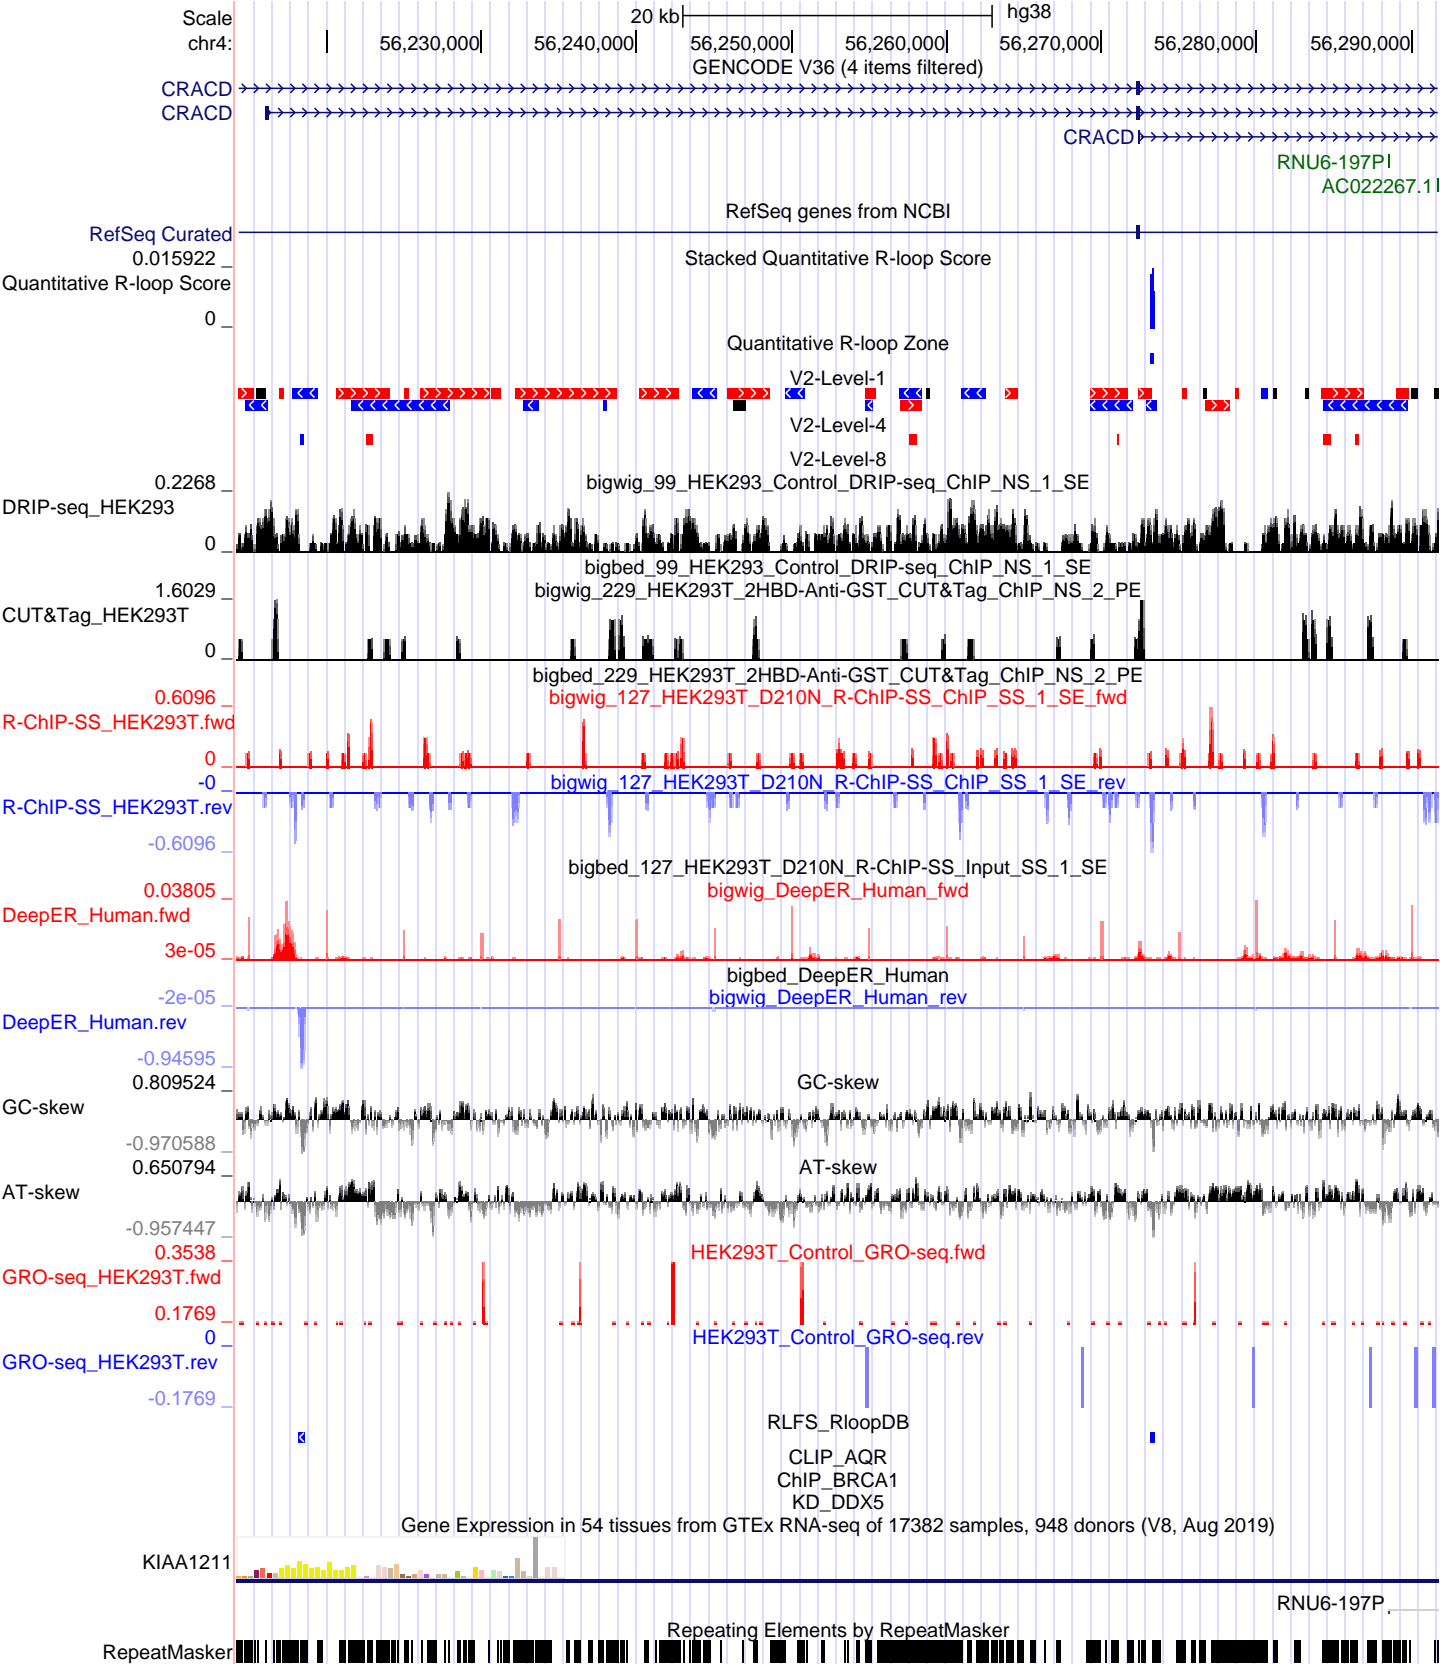 Scale 20 kb hg38
chr4: 56,230,000 56,240,000 56,250,000 56,260,000 56,270,000 56,280,000 56,290,000
GENCODE V36 (4 items filtered)
CRACD
CRACD
CRACD
RNU6-197P
AC022267.1
RefSeq genes from NCBI
RefSeq Curated
0.015922 Stacked Quantitative R-loop Score
Quantitative R-loop Score
0
Quantitative R-loop Zone
V2-Level-1
V2-Level-4
V2-Level-8
0.2268 bigwig_99_HEK293_Control_DRIP-seq_ChIP_NS_1_SE
DRIP-seq_HEK293
0
bigbed_99_HEK293_Control_DRIP-seq_ChIP_NS_1_SE
1.6029 bigwig_229_HEK293T_2HBD-Anti-GST_CUT&Tag_ChIP_NS_2_PE
CUT&Tag_HEK293T
0
bigbed_229_HEK293T_2HBD-Anti-GST_CUT&Tag_ChIP_NS_2_PE
0.6096 bigwig_127_HEK293T_D210N_R-ChIP-SS_ChIP_SS_1_SE_fwd
R-ChIP-SS_HEK293T.fwd
0
-0 bigwig_127_HEK293T_D210N_R-ChIP-SS_ChIP_SS_1_SE_rev
R-ChIP-SS_HEK293T.rev
-0.6096
bigbed_127_HEK293T_D210N_R-ChIP-SS_Input_SS_1_SE
0.03805 bigwig_DeepER_Human_fwd
DeepER_Human.fwd
3e-05
bigbed_DeepER_Human
-2e-05 bigwig_DeepER_Human_rev
DeepER_Human.rev
-0.94595
0.809524 GC-skew
GC-skew
-0.970588
0.650794 AT-skew
AT-skew
-0.957447
0.3538 HEK293T_Control_GRO-seq.fwd
GRO-seq_HEK293T.fwd
0.1769
0 HEK293T_Control_GRO-seq.rev
GRO-seq_HEK293T.rev
-0.1769
RLFS_RloopDB
CLIP_AQR
ChIP_BRCA1
KD_DDX5
Gene Expression in 54 tissues from GTEx RNA-seq of 17382 samples, 948 donors (V8, Aug 2019)
KIAA1211
RNU6-197P
Repeating Elements by RepeatMasker
RepeatMasker